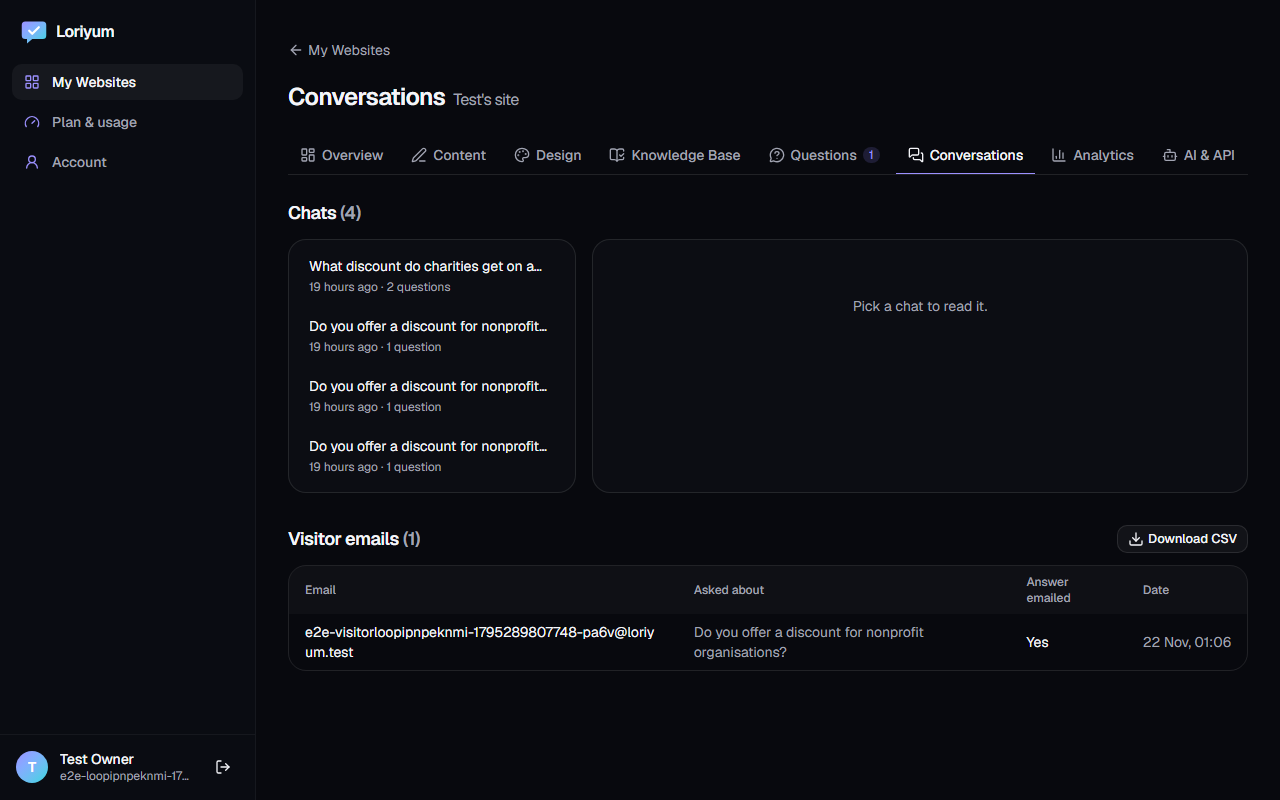 Loriyum
My Websites
Plan & usage
Account
My Websites
Conversations Test's site
Overview Content Design Knowledge Base Questions 1 Conversations Analytics AI & API
Chats (4)
What discount do charities get on a...
19 hours ago · 2 questions
Do you offer a discount for nonprofit...
19 hours ago · 1 question
Do you offer a discount for nonprofit...
19 hours ago · 1 question
Do you offer a discount for nonprofit...
19 hours ago · 1 question
Pick a chat to read it.
Visitor emails (1)
Download CSV
Email Asked about Answer emailed Date
e2e-visitorloopipnpeknmi-1795289807748-pa6v@loriy
um.test
Do you offer a discount for nonprofit
organisations?
Yes
22 Nov, 01:06
T
Test Owner
e2e-loopipnpeknmi-17...